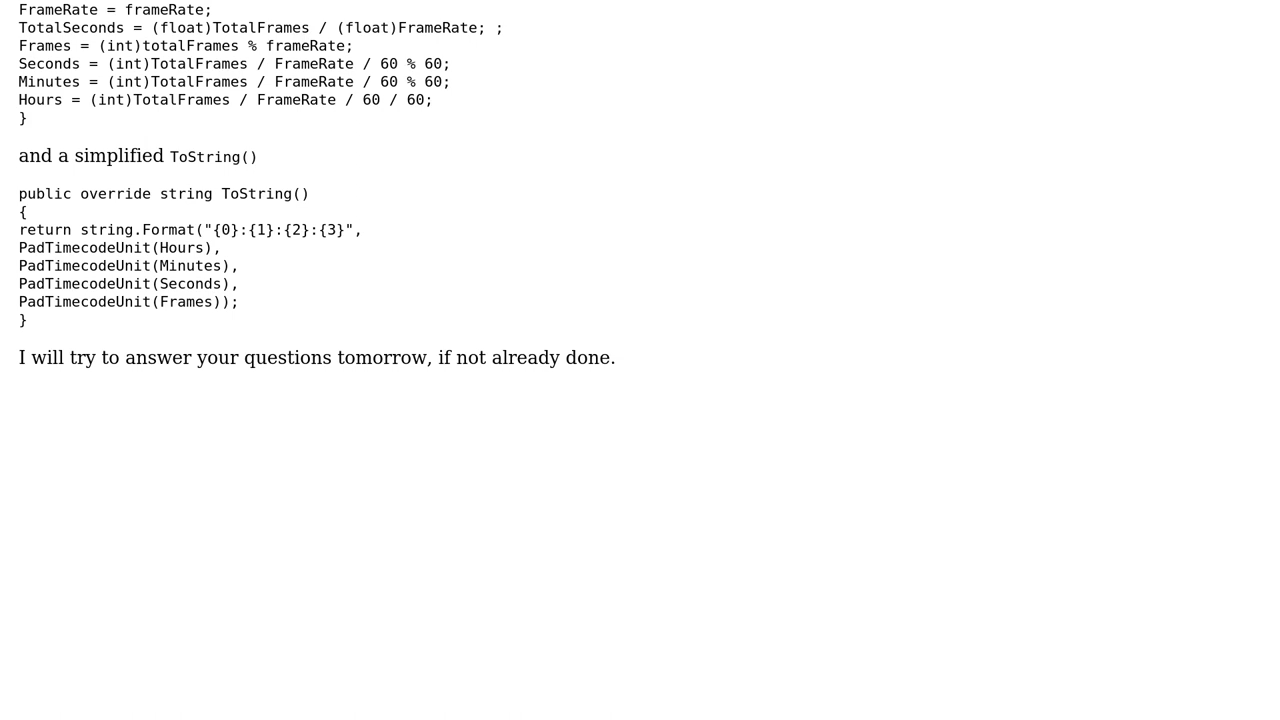 FrameRate = frameRate;
TotalSeconds = (float)TotalFrames / (float)FrameRate; ;
Frames = (int)totalFrames % frameRate;
Seconds = (int)TotalFrames / FrameRate / 60 % 60;
Minutes = (int)TotalFrames / FrameRate / 60 % 60;
Hours = (int)TotalFrames / FrameRate / 60 / 60;
}
and a simplified ToString()
public override string ToString()
{
return string.Format("{0}:{1}:{2}:{3}",
PadTimecodeUnit(Hours),
PadTimecodeUnit(Minutes),
PadTimecodeUnit(Seconds),
PadTimecodeUnit(Frames));
}
I will try to answer your questions tomorrow, if not already done.